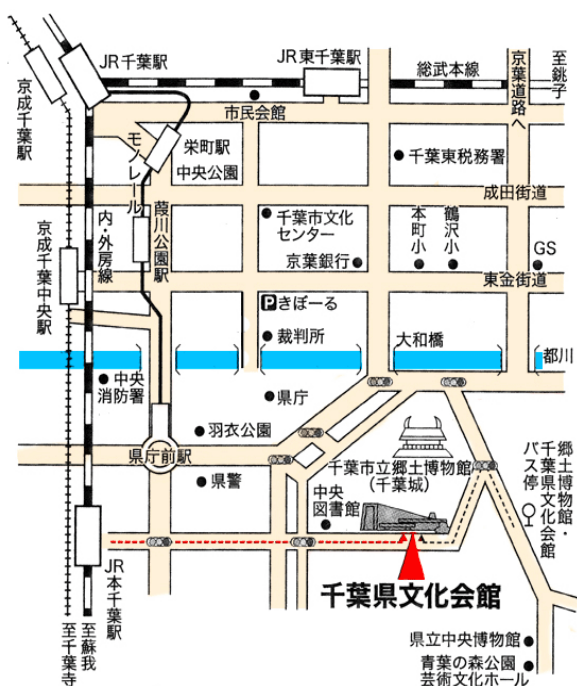 JR千葉駅
JR東千葉駅
総武本線
京葉道路へ
至銚子
京成千葉駅
市民会館
モノレール
栄町駅
中央公園
千葉東税務署
成田街道
京成千葉中央駅
内・外房線
葭川公園駅
千葉市文化
センター
本町小
鶴沢小
京葉銀行
GS
東金街道
P きぼーる
裁判所
大和橋
都川
中央
消防署
県庁
羽衣公園
県庁前駅
千葉市立郷土博物館
(千葉城)
郷土博物館・
千葉県文化会館
バス停
県警
中央
図書館
JR本千葉駅
千葉県文化会館
至千葉寺
至蘇我
県立中央博物館
青葉の森公園
芸術文化ホール